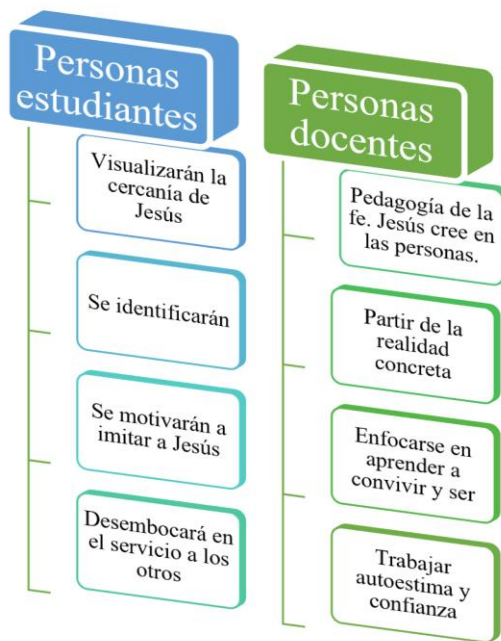 Personas
estudiantes
Visualizarán la
cercanía de
Jesús
Se identificarán
Se motivarán a
imitar a Jesús
Desembocará en
el servicio a los
otros
Personas
docentes
Pedagogía de la
fe. Jesús cree en
las personas.
Partir de la
realidad
concreta
Enfocarse en
aprender a
convivir y ser
Trabajar
autoestima y
confianza